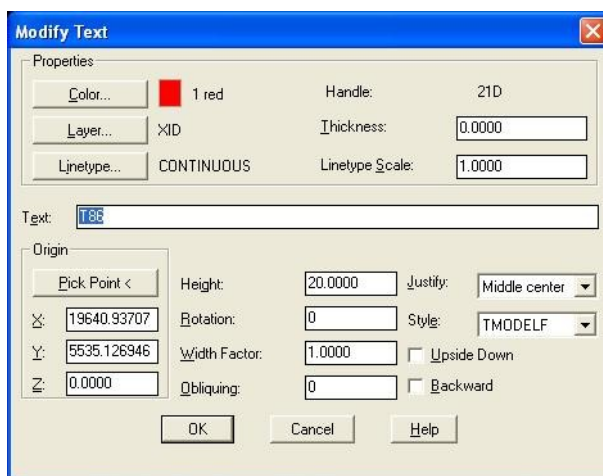 Modify Text
Properties
Color... 1 red Handle: 21D
Layer... XID Thickness: 0.0000
Linetype... CONTINUOUS Linetype Scale: 1.0000
Text: T86
Origin
Pick Point < Height: 20.0000 Justify: Middle center
X: 19640.93707 Rotation: 0 Style: TMODELF
Y: 5535.126946 Width Factor: 1.0000 Upside Down
Z: 0.0000 Obliquing: 0 Backward
OK Cancel Help